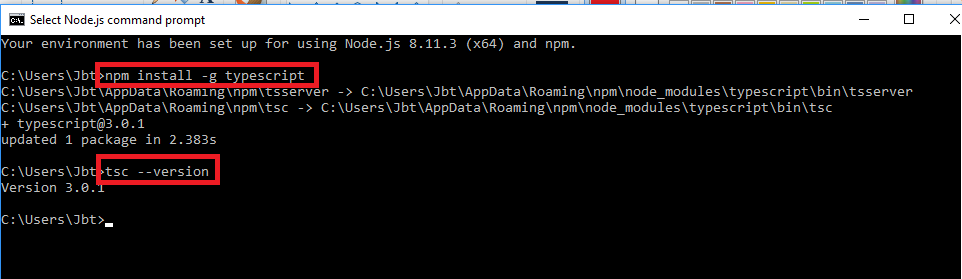 Select Node.js command prompt
Your environment has been set up for using Node.js 8.11.3 (x64) and npm.
C:\Users\Jbt>npm install -g typescript
C:\Users\Jbt\AppData\Roaming\npm\tsserver -> C:\Users\Jbt\AppData\Roaming\npm\node_modules\typescript\bin\tsserver
C:\Users\Jbt\AppData\Roaming\npm\tsc -> C:\Users\Jbt\AppData\Roaming\npm\node_modules\typescript\bin\tsc
+ typescript@3.0.1
updated 1 package in 2.383s
C:\Users\Jbt>tsc --version
Version 3.0.1
C:\Users\Jbt>